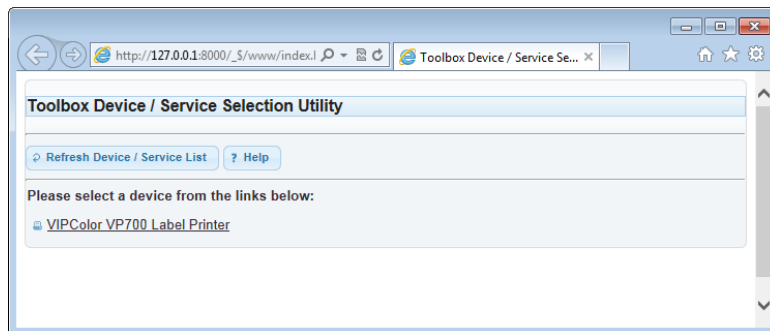 http://127.0.0.1:8000/_$/www/index.l
Toolbox Device / Service Se...
Toolbox Device / Service Selection Utility
Refresh Device / Service List
? Help
Please select a device from the links below:
VIPColor VP700 Label Printer